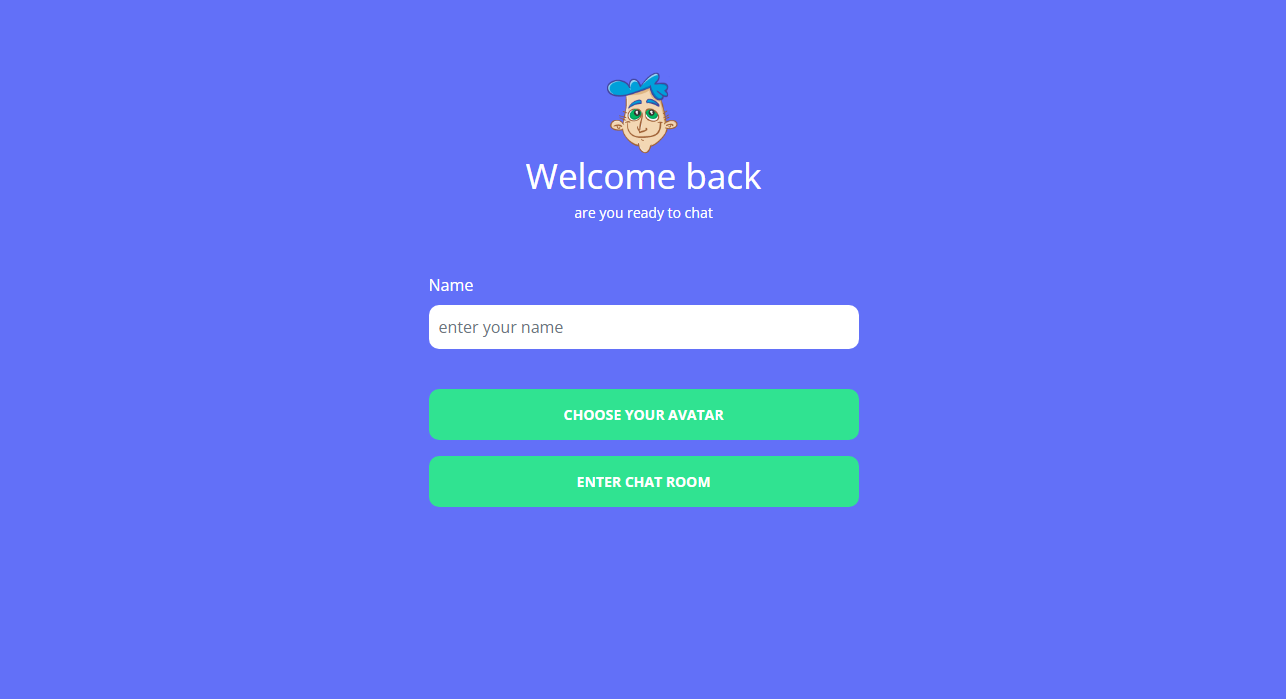 Welcome back
are you ready to chat
Name
enter your name
CHOOSE YOUR AVATAR
ENTER CHAT ROOM